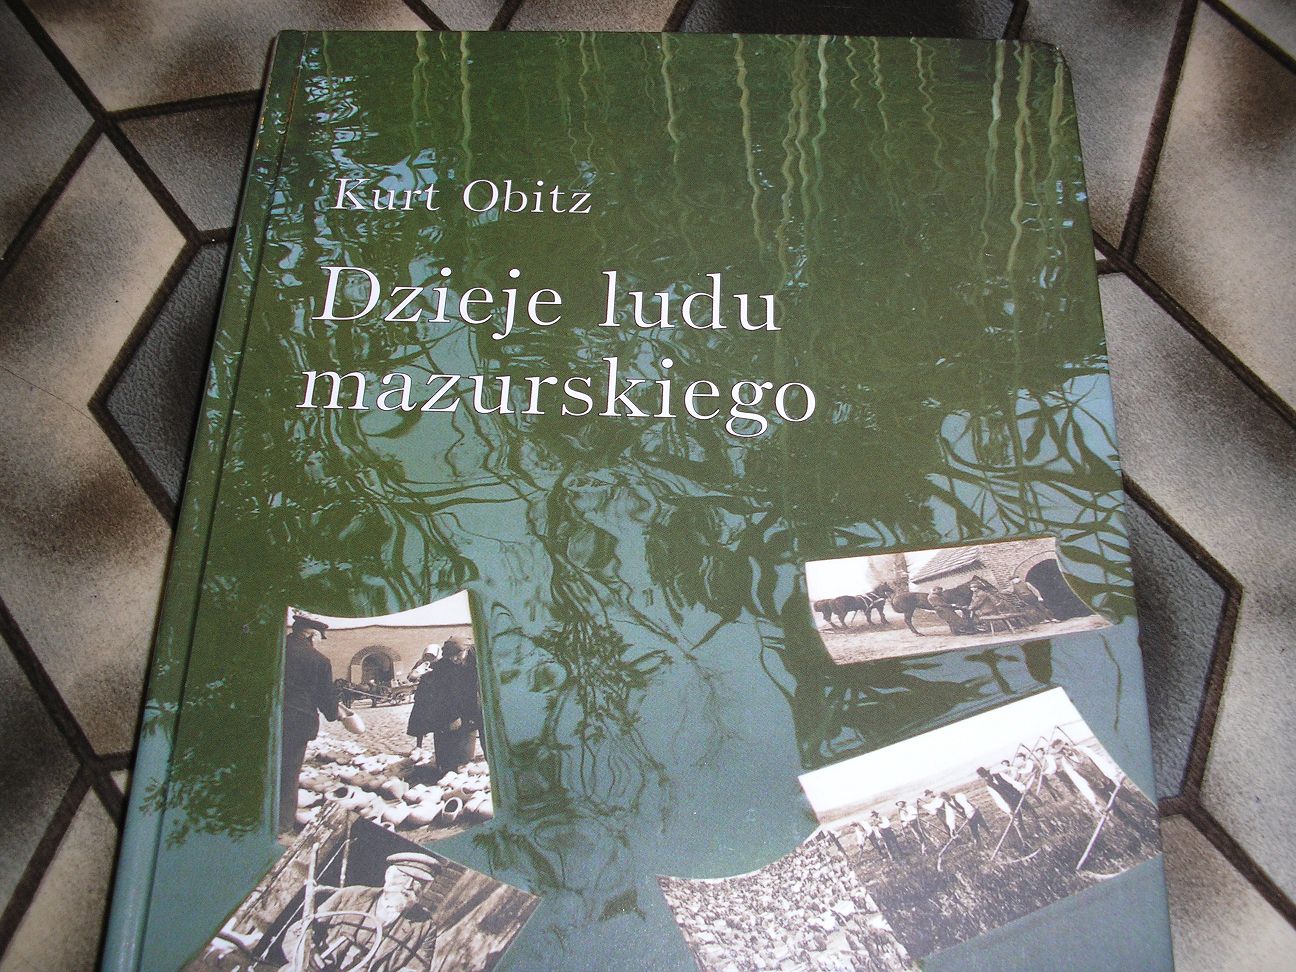 Kurt Obitz
Dzieje ludu
mazurskiego